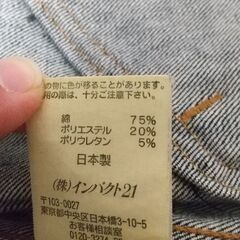 の物に色が移ることがあります
用の際は、十分ご注意下さい。
綿 75%
ポリエステル 20%
ポリウレタン 5%
日本製
(株)インパクト21
〒103-0027
東京都中央区日本橋3-10-5
お客様相談室